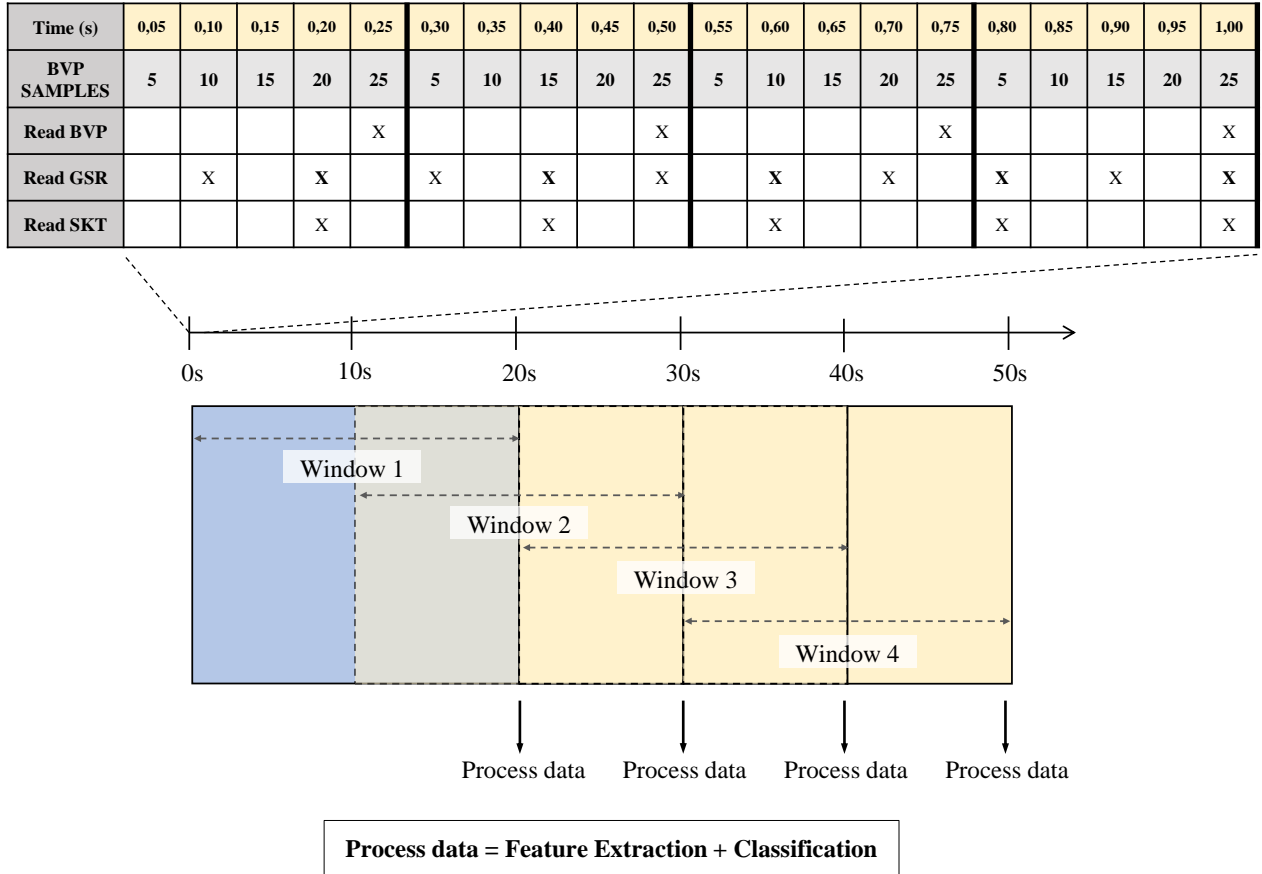 Time (s) 0,05 0,10 0,15 0,20 0,25 0,30 0,35 0,40 0,45 0,50 0,55 0,60 0,65 0,70 0,75 0,80 0,85 0,90 0,95 1,00
BVP
SAMPLES 5 10 15 20 25 5 10 15 20 25 5 10 15 20 25 5 10 15 20 25
Read BVP X X X X
Read GSR X X X X X X X X X X
Read SKT X X X X X
0s 10s 20s 30s 40s 50s
Window 1
Window 2
Window 3
Window 4
Process data Process data Process data Process data
Process data = Feature Extraction + Classification